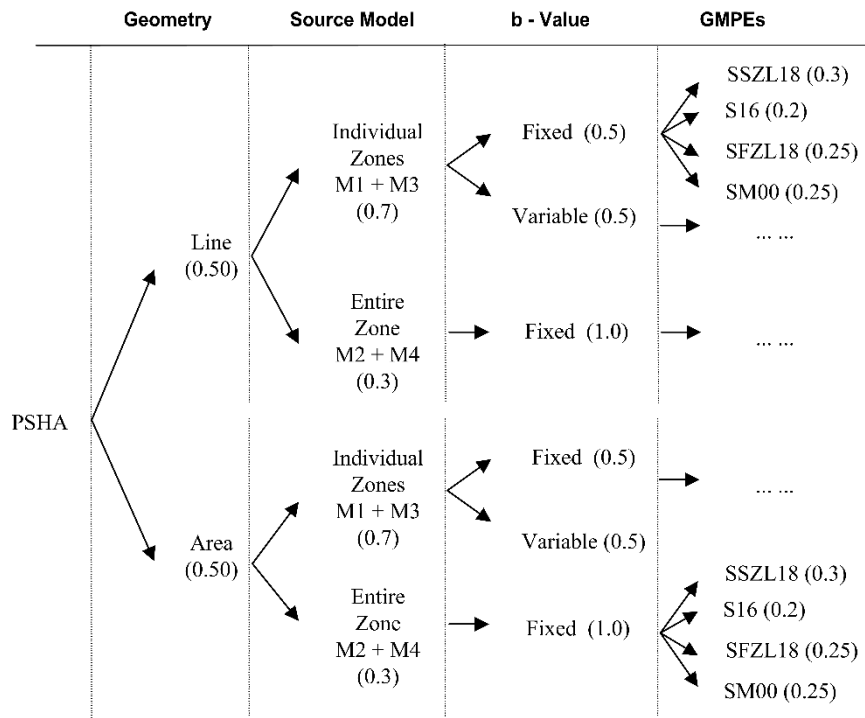 Geometry Source Model b - Value GMPEs
SSZL18 (0.3)
S16 (0.2)
SFZL18 (0.25)
SM00 (0.25)
Individual
Zones
M1 + M3
(0.7)
Fixed (0.5)
Variable (0.5)
... ...
Line
(0.50)
Entire
Zone
M2 + M4
(0.3)
Fixed (1.0)
... ...
PSHA
Individual
Zones
M1 + M3
(0.7)
Fixed (0.5)
... ...
Variable (0.5)
Area
(0.50)
Entire
Zone
M2 + M4
(0.3)
Fixed (1.0)
SSZL18 (0.3)
S16 (0.2)
SFZL18 (0.25)
SM00 (0.25)